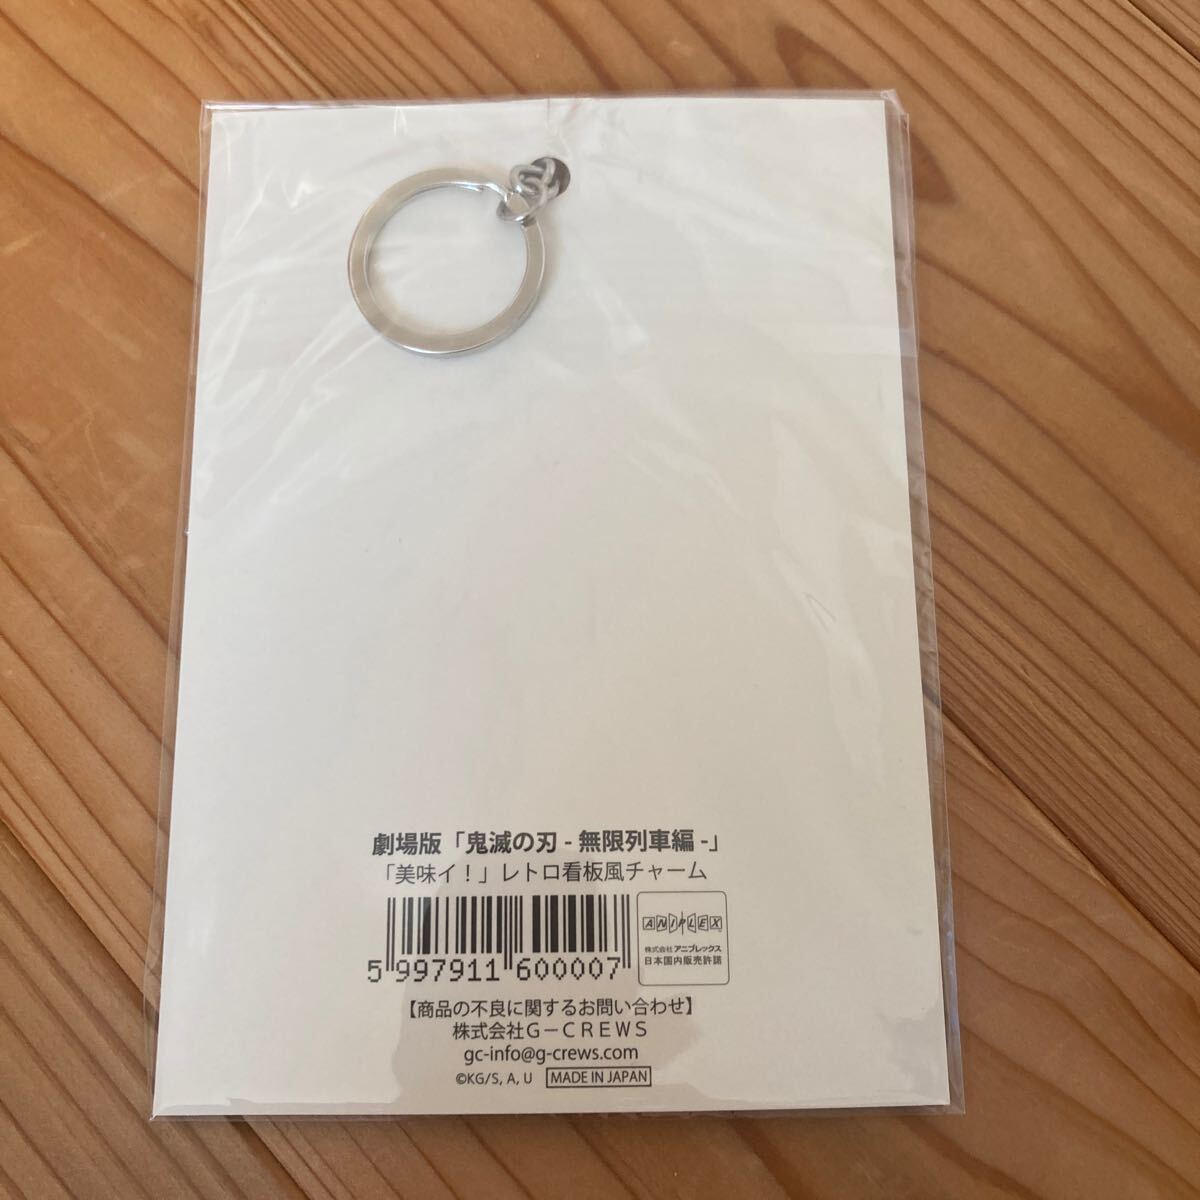 劇場版「鬼滅の刃 - 無限列車編 -」
「美味イ！」レトロ看板風チャーム
5 997911 600007
ANIPLEX
株式会社アニプレックス
日本国内販売許諾
【商品の不良に関するお問い合わせ】
株式会社G－CREWS
gc-info@g-crews.com
©KG/S, A, U MADE IN JAPAN